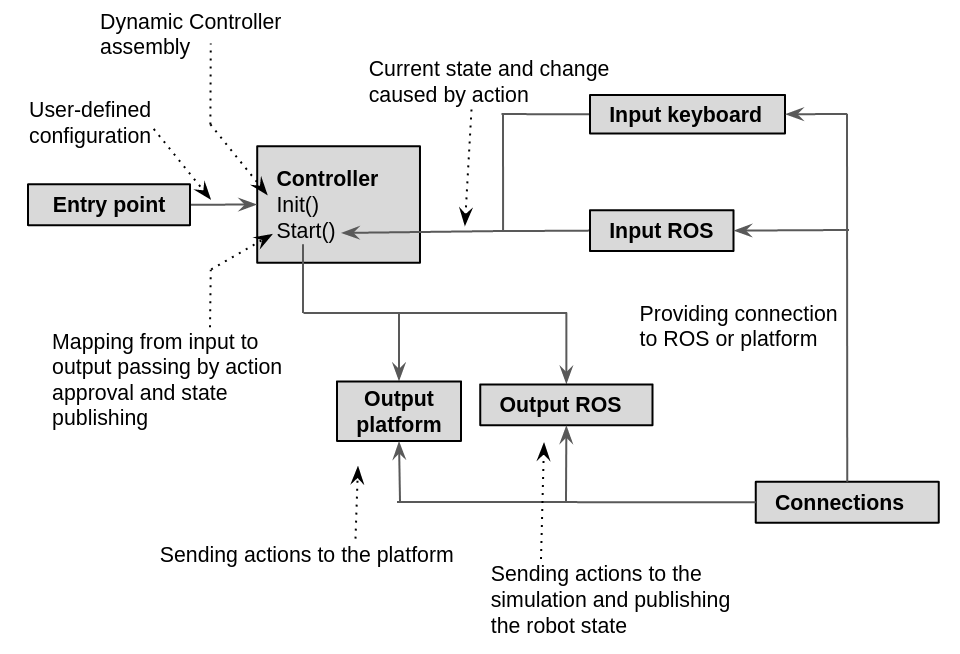 Dynamic Controller
assembly
Current state and change
caused by action
User-defined
configuration
Input keyboard
Controller
Init()
Start()
Entry point
Input ROS
Providing connection
to ROS or platform
Mapping from input to
output passing by action
approval and state
publishing
Output
platform
Output ROS
Connections
Sending actions to the platform
Sending actions to the
simulation and publishing
the robot state